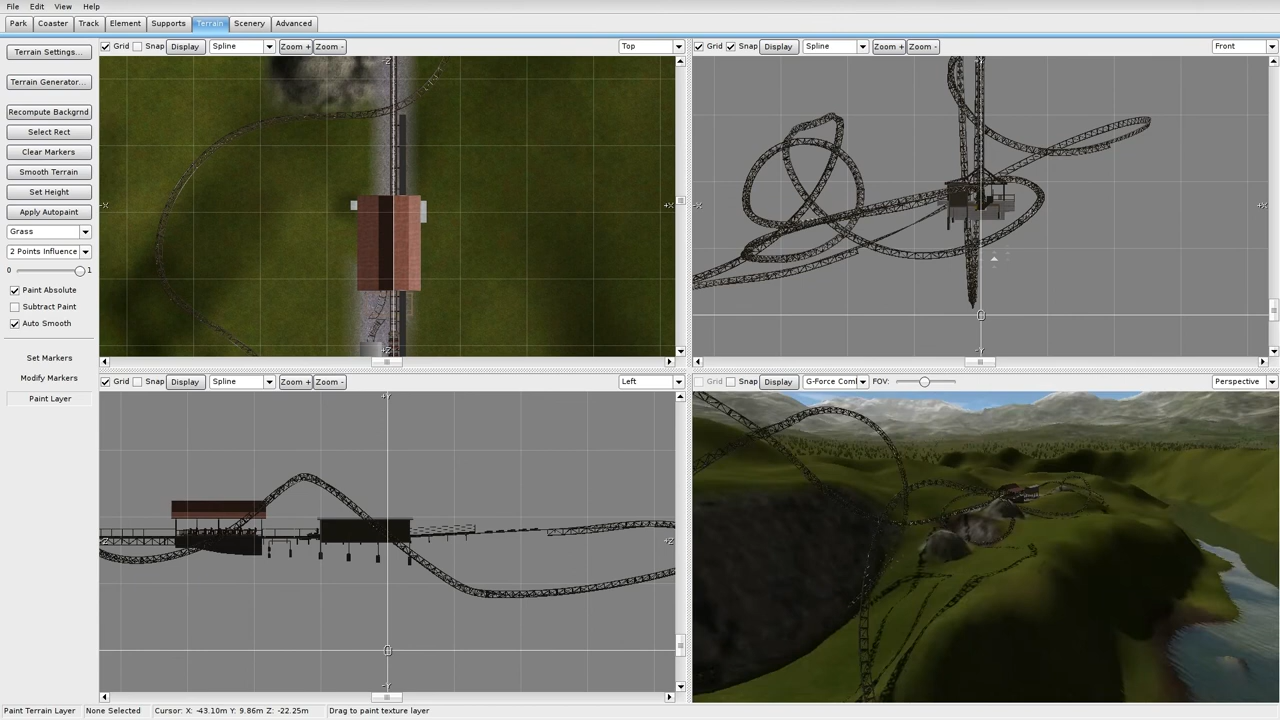 File Edit View Help
Park Coaster Track Element Supports Terrain Scenery Advanced
Terrain Settings...
Terrain Generator...
Recompute Backgrnd
Select Rect
Clear Markers
Smooth Terrain
Set Height
Apply Autopaint
Grass
2 Points Influence
0 1
Paint Absolute
Subtract Paint
Auto Smooth
Set Markers
Modify Markers
Paint Layer
Grid Snap Display Spline Zoom + Zoom - Top
-Z
-X +X
+Z
Grid Snap Display Spline Zoom + Zoom - Front
+Y
-X +X
-Y
Grid Snap Display Spline Zoom + Zoom - Left
+Y
-Z +Z
-Y
Grid Snap Display G-Force Com FOV: Perspective
Paint Terrain Layer None Selected Cursor: X: -43.10m Y: 9.86m Z: -22.25m Drag to paint texture layer